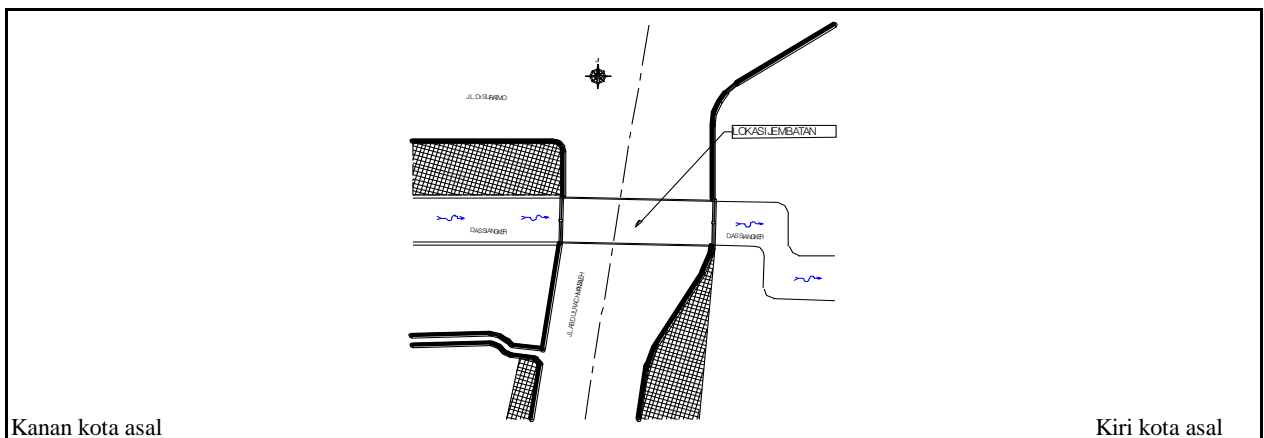 JL. Dr SURATMO
LOKASI JEMBATAN
DAS SIANGKER
DAS SIANGKER
JL. ABDULRACHMAN SALEH
Kanan kota asal
Kiri kota asal